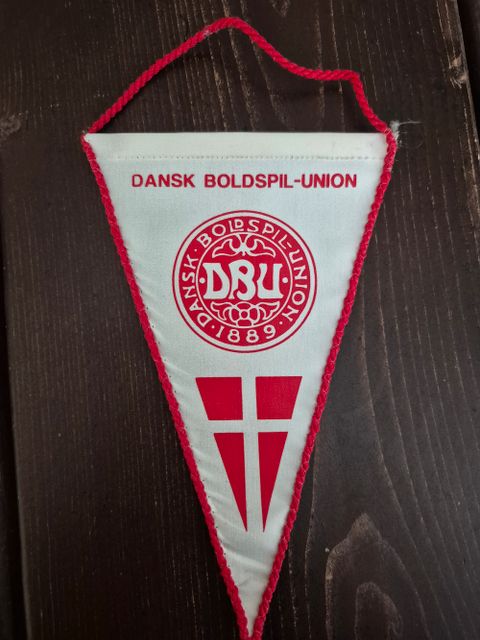 DANSK BOLDSPIL-UNION
DANSK · BOLDSPIL-UNION · 1889 ·
· DBU ·